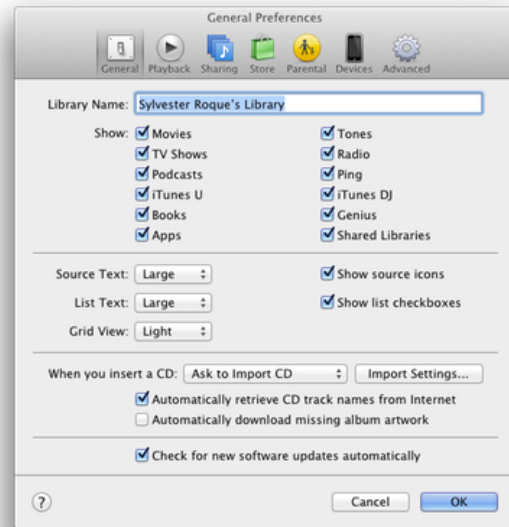 General Preferences
General Playback Sharing Store Parental Devices Advanced
Library Name: Sylvester Roque's Library
Show: Movies Tones
TV Shows Radio
Podcasts Ping
iTunes U iTunes DJ
Books Genius
Apps Shared Libraries
Source Text: Large Show source icons
List Text: Large Show list checkboxes
Grid View: Light
When you insert a CD: Ask to Import CD Import Settings...
Automatically retrieve CD track names from Internet
Automatically download missing album artwork
Check for new software updates automatically
? Cancel OK